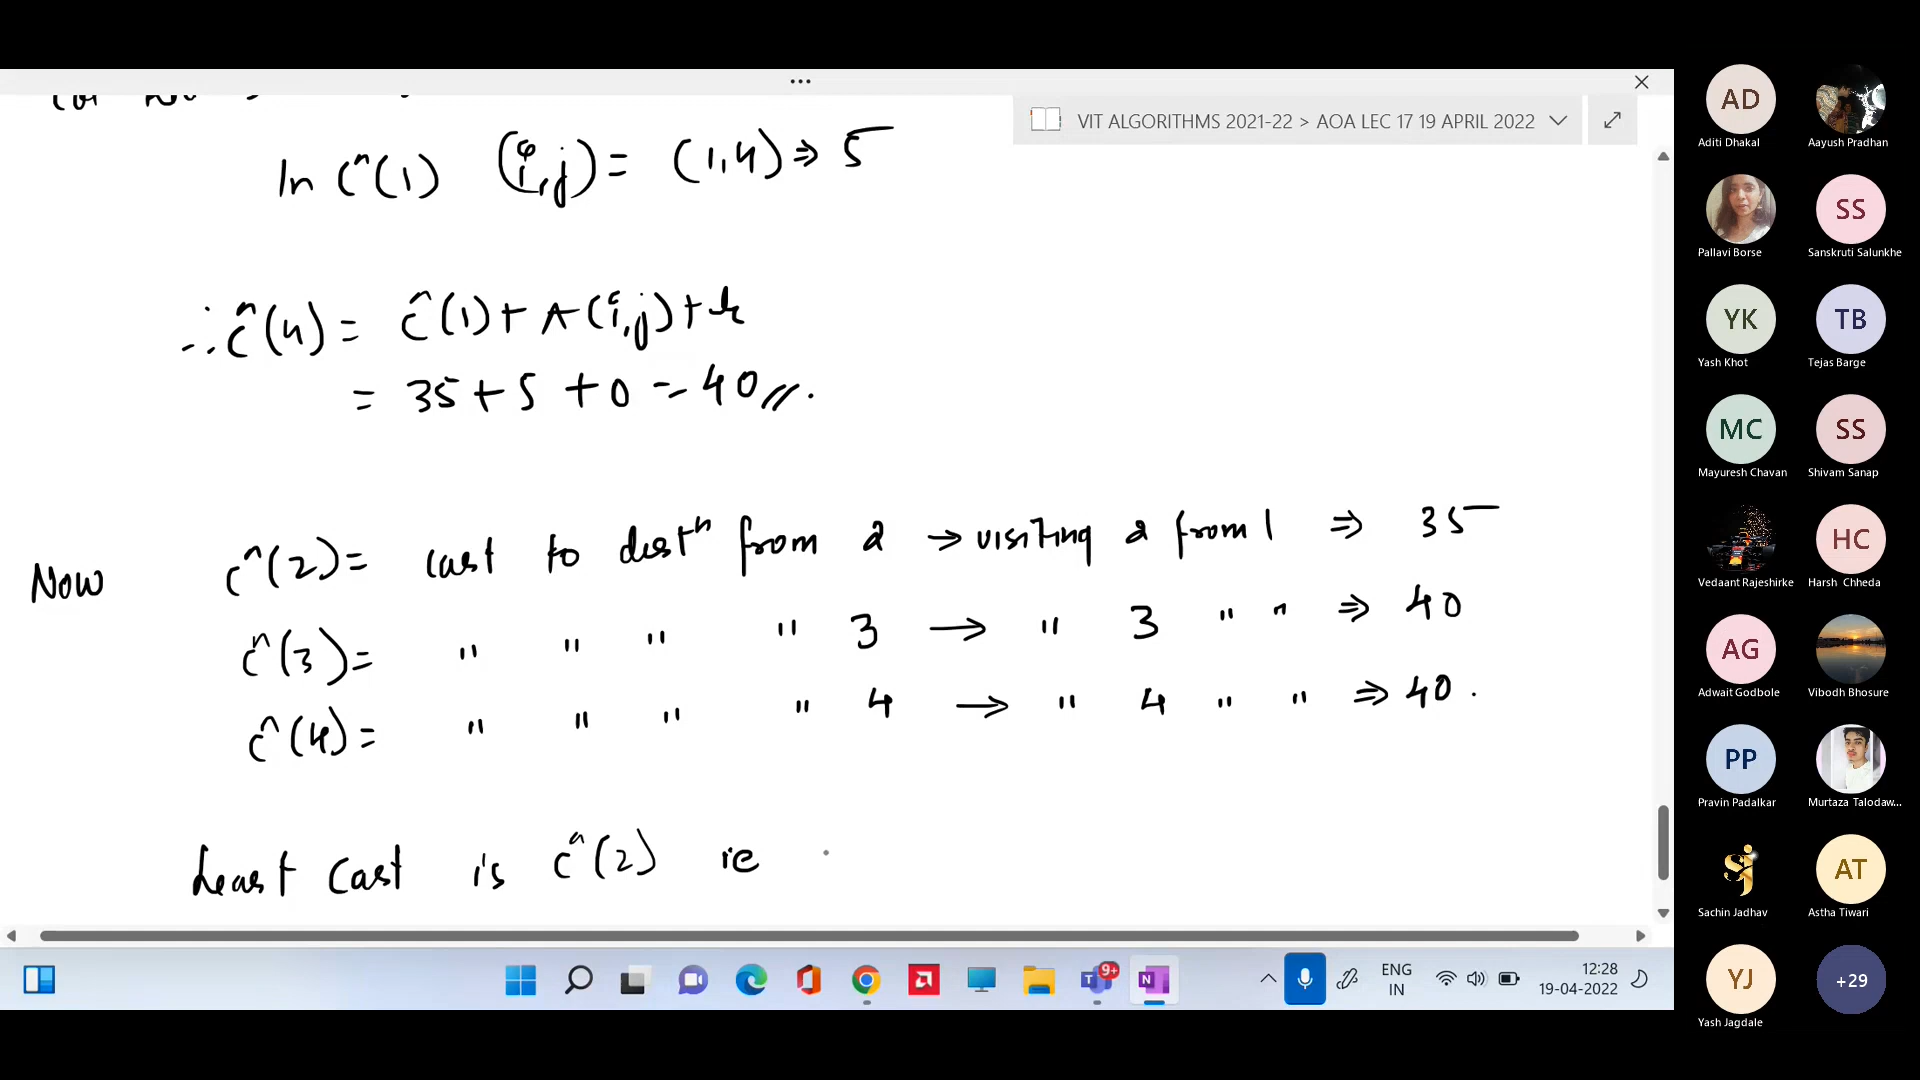 VIT ALGORITHMS 2021-22 > AOA LEC 17 19 APRIL 2022
In ĉ(1) (i,j) = (1,4) ⇒ 5
∴ ĉ(4) = ĉ(1) + A(i,j) + r
= 35 + 5 + 0 = 40 //.
Now ĉ(2) = cost to destⁿ from 2 → visiting 2 from 1 ⇒ 35
ĉ(3) = " " " " 3 → " 3 " " ⇒ 40
ĉ(4) = " " " " 4 → " 4 " " ⇒ 40.
Least cost is ĉ(2) ie
ENG
IN
12:28
19-04-2022
9+
AD
Aditi Dhakal
Aayush Pradhan
Pallavi Borse
SS
Sanskruti Salunkhe
YK
Yash Khot
TB
Tejas Barge
MC
Mayuresh Chavan
SS
Shivam Sanap
Vedaant Rajeshirke
HC
Harsh Chheda
AG
Adwait Godbole
Vibodh Bhosure
PP
Pravin Padalkar
Murtaza Talodaw...
Sachin Jadhav
AT
Astha Tiwari
YJ
Yash Jagdale
+29